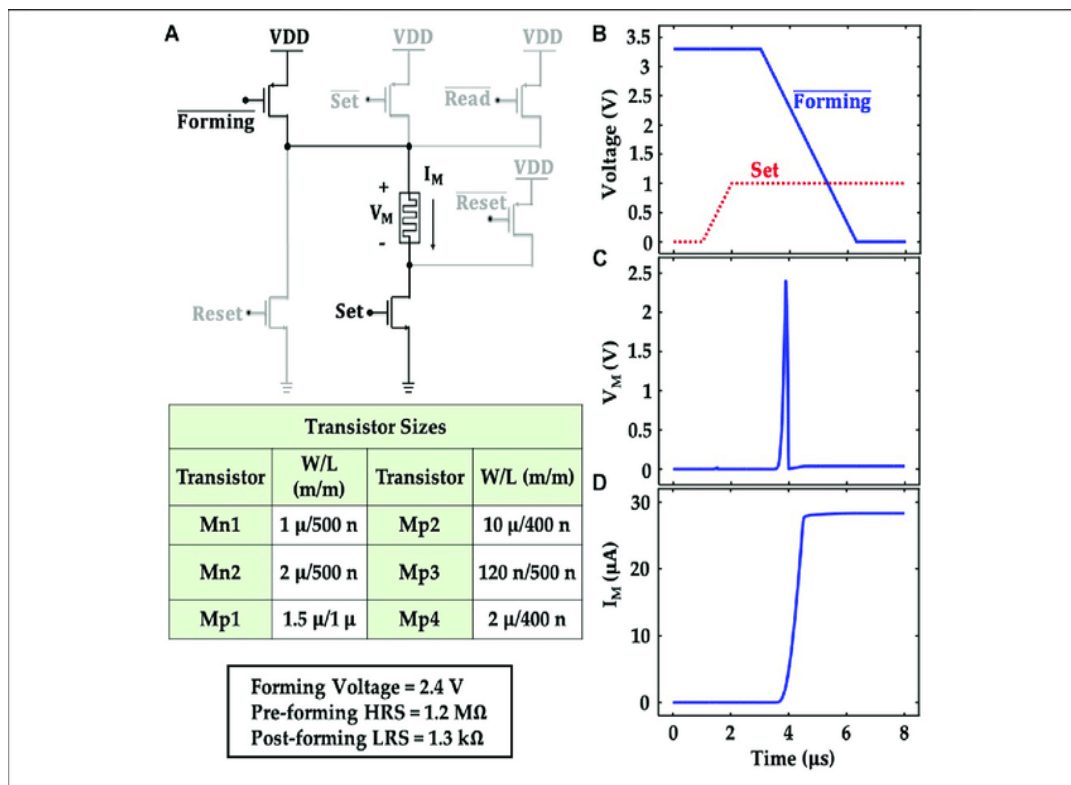 A
VDD
VDD
VDD
Forming
Set
Read
I_M
+
V_M
-
VDD
Reset
Reset
Set
Transistor Sizes
Transistor W/L (m/m) Transistor W/L (m/m)
Mn1 1 μ/500 n Mp2 10 μ/400 n
Mn2 2 μ/500 n Mp3 120 n/500 n
Mp1 1.5 μ/1 μ Mp4 2 μ/400 n
Forming Voltage = 2.4 V
Pre-forming HRS = 1.2 MΩ
Post-forming LRS = 1.3 kΩ
B
3.5
3
2.5
2
1.5
1
0.5
0
Voltage (V)
Forming
Set
C
2.5
2
1.5
1
0.5
0
V_M (V)
D
30
20
10
0
I_M (μA)
0 2 4 6 8
Time (μs)